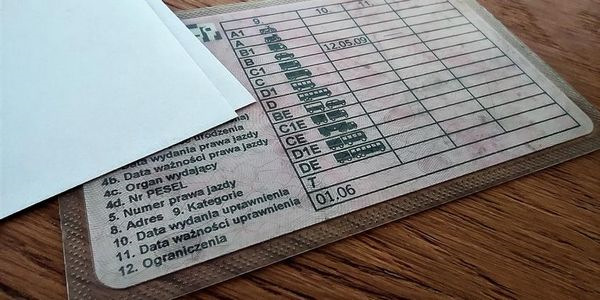 9. 10. 11
A1
A
B1
B 12.05.09
C1
C
D1
D
BE
C1E
CE
D1E
DE
T
01.06
urodzenia
Data wydania prawa jazdy
4b. Data ważności prawa jazdy
4c. Organ wydający
4d. Nr PESEL
5. Numer prawa jazdy
8. Adres 9. Kategorie
10. Data wydania uprawnienia
11. Data ważności uprawnienia
12. Ograniczenia